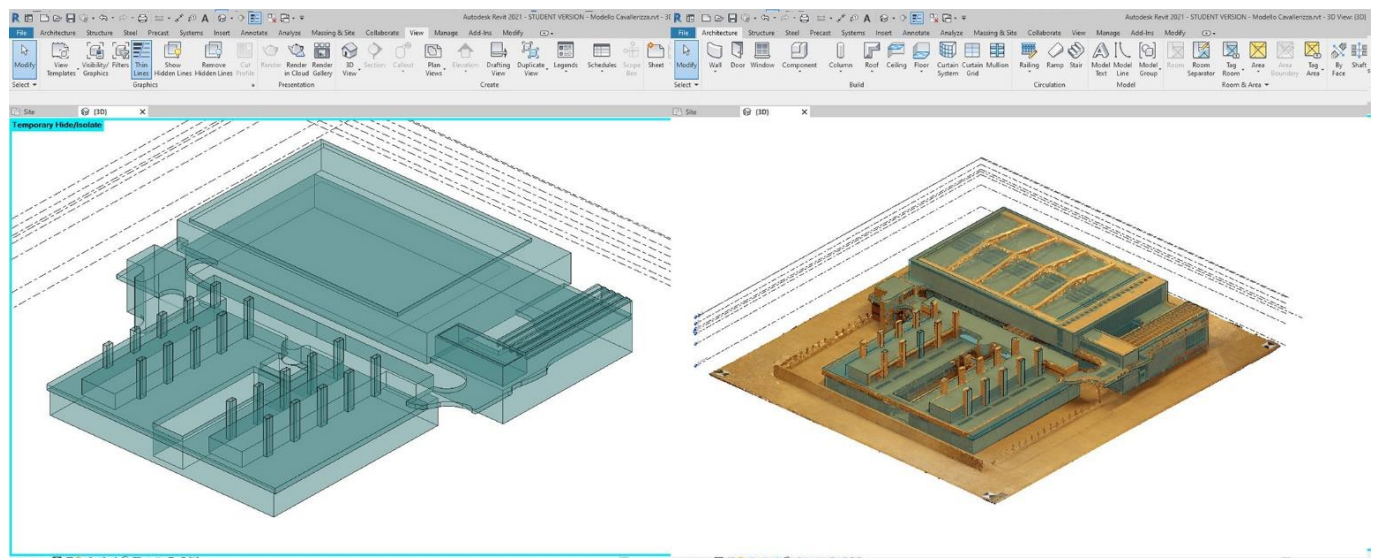 Autodesk Revit 2021 - STUDENT VERSION - Modello Cavallerizza.rvt - 3D
File Architecture Structure Steel Precast Systems Insert Annotate Analyze Massing & Site Collaborate View Manage Add-Ins Modify
Modify View Templates Visibility/ Graphics Filters Thin Lines Show Hidden Lines Remove Hidden Lines Cut Profile Render Render in Cloud Render Gallery 3D View Section Callout Plan Views Elevation Drafting View Duplicate View Legends Schedules Scope Box Sheet
Select Graphics Presentation Create
Site {3D}
Temporary Hide/Isolate
Autodesk Revit 2021 - STUDENT VERSION - Modello Cavallerizza.rvt - 3D View: {3D}
File Architecture Structure Steel Precast Systems Insert Annotate Analyze Massing & Site Collaborate View Manage Add-Ins Modify
Modify Wall Door Window Component Column Roof Ceiling Floor Curtain System Curtain Grid Mullion Railing Ramp Stair Model Text Model Line Model Group Room Room Separator Tag Room Area Area Boundary Tag Area By Face Shaft
Select Build Circulation Model Room & Area
Site {3D}